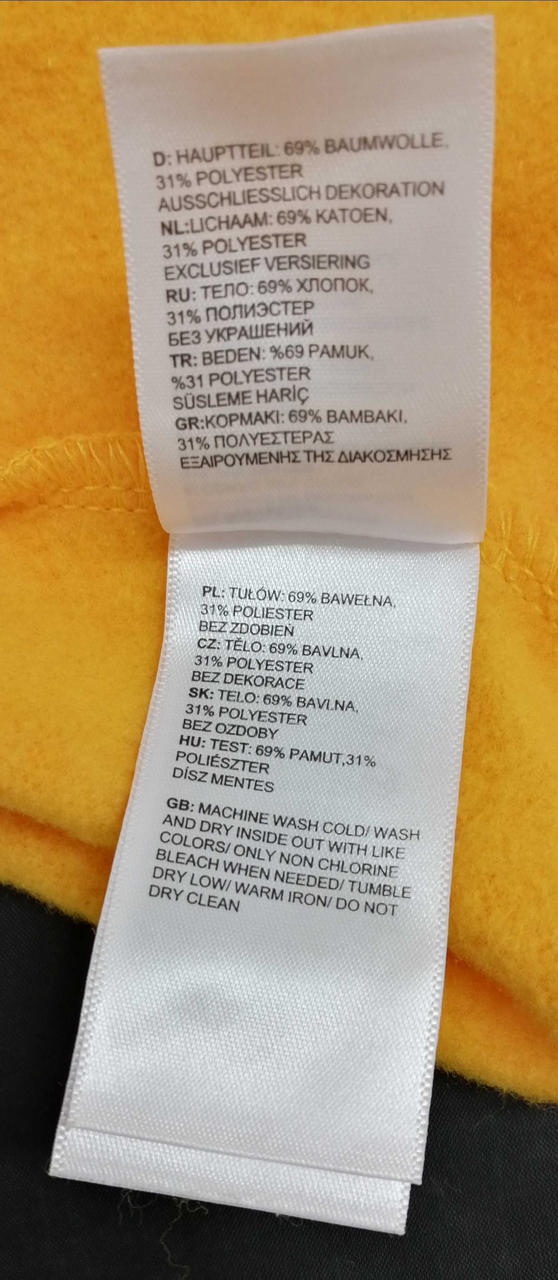 D: HAUPTTEIL: 69% BAUMWOLLE,
31% POLYESTER
AUSSCHLIESSLICH DEKORATION
NL:LICHAAM: 69% KATOEN,
31% POLYESTER
EXCLUSIEF VERSIERING
RU: ТЕЛО: 69% ХЛОПОК,
31% ПОЛИЭСТЕР
БЕЗ УКРАШЕНИЙ
TR: BEDEN: %69 PAMUK,
%31 POLYESTER
SÜSLEME HARİÇ
GR:ΚΟΡΜΑΚΙ: 69% ΒΑΜΒΑΚΙ,
31% ΠΟΛΥΕΣΤΕΡΑΣ
ΕΞΑΙΡΟΥΜΕΝΗΣ ΤΗΣ ΔΙΑΚΟΣΜΗΣΗΣ
PL: TUŁÓW: 69% BAWEŁNA,
31% POLIESTER
BEZ ZDOBIEŃ
CZ: TĚLO: 69% BAVLNA,
31% POLYESTER
BEZ DEKORACE
SK: TELO: 69% BAVLNA,
31% POLYESTER
BEZ OZDOBY
HU: TEST: 69% PAMUT,31%
POLIÉSZTER
DÍSZ MENTES
GB: MACHINE WASH COLD/ WASH
AND DRY INSIDE OUT WITH LIKE
COLORS/ ONLY NON CHLORINE
BLEACH WHEN NEEDED/ TUMBLE
DRY LOW/ WARM IRON/ DO NOT
DRY CLEAN